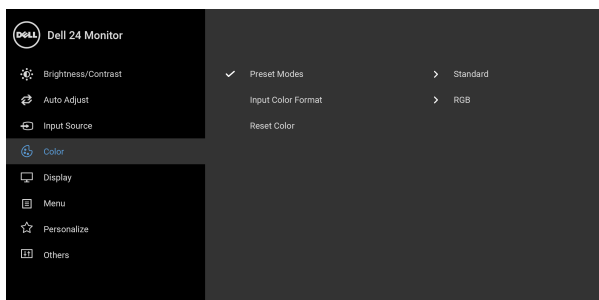 DELL Dell 24 Monitor
Brightness/Contrast
Preset Modes Standard
Auto Adjust
Input Color Format RGB
Input Source
Reset Color
Color
Display
Menu
Personalize
Others